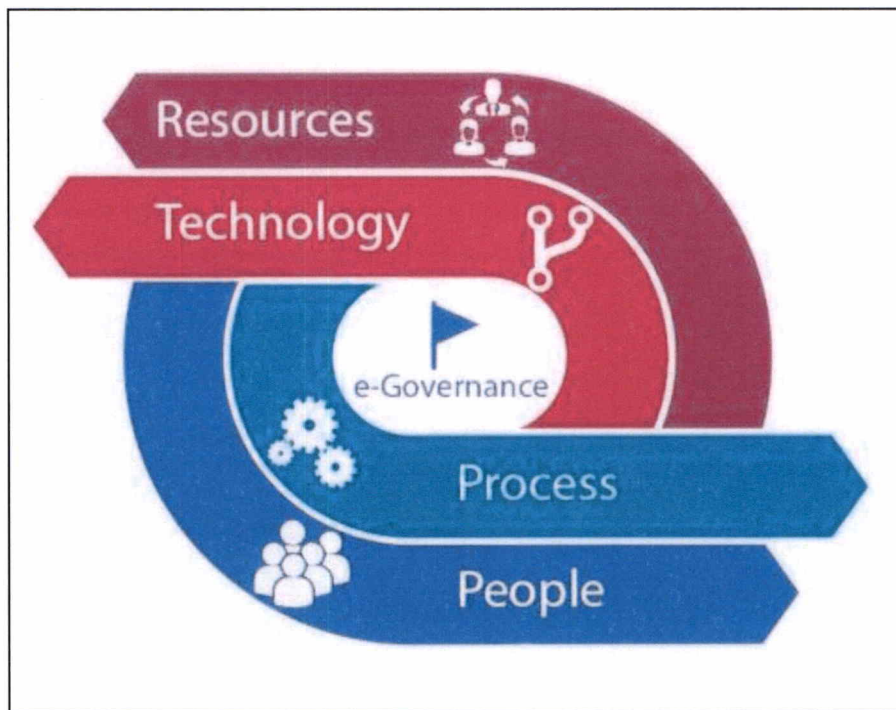 Resources
Technology
e-Governance
Process
People